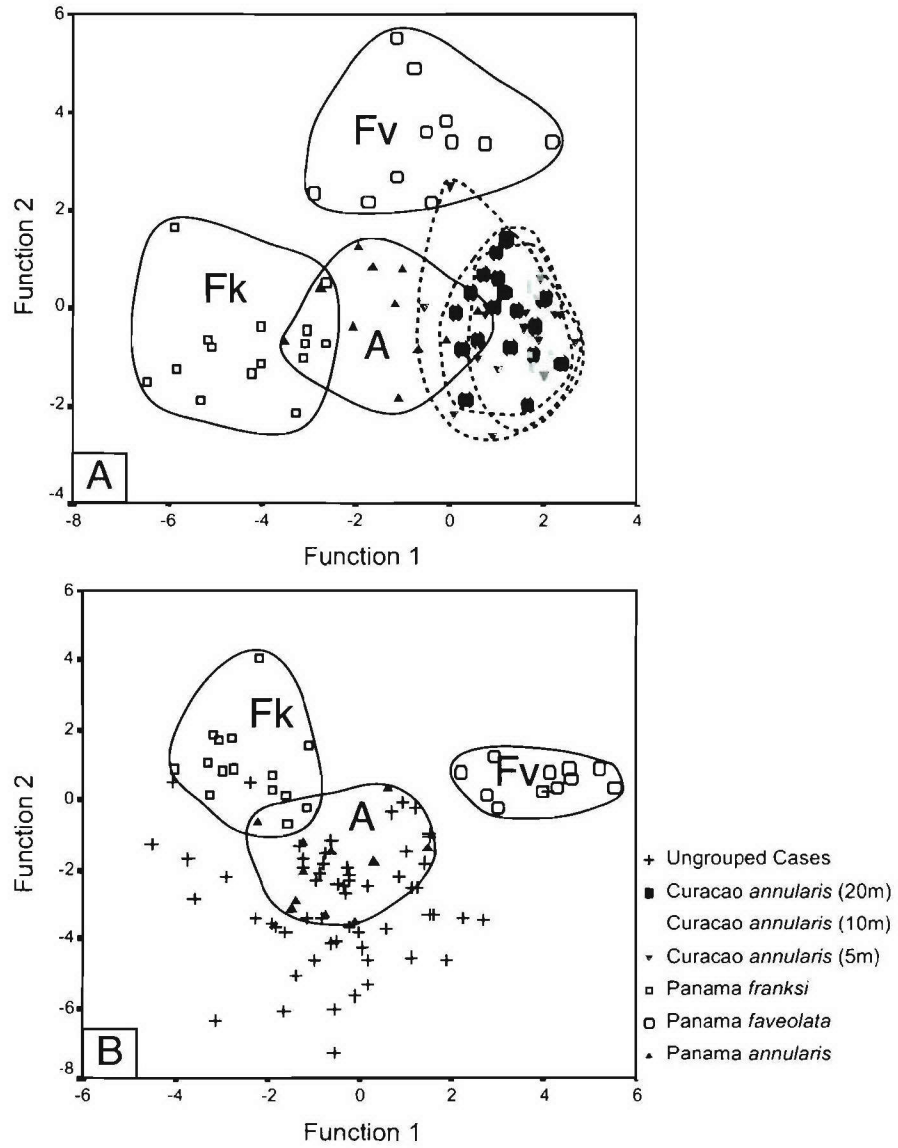 6
4
2
0
-2
-4
Function 2
Fv
Fk
A
A
-8 -6 -4 -2 0 2 4
Function 1
6
4
2
0
-2
-4
-6
-8
Function 2
Fk
A
Fv
B
-6 -4 -2 0 2 4 6
Function 1
Ungrouped Cases
Curacao annularis (20m)
Curacao annularis (10m)
Curacao annularis (5m)
Panama franksi
Panama faveolata
Panama annularis